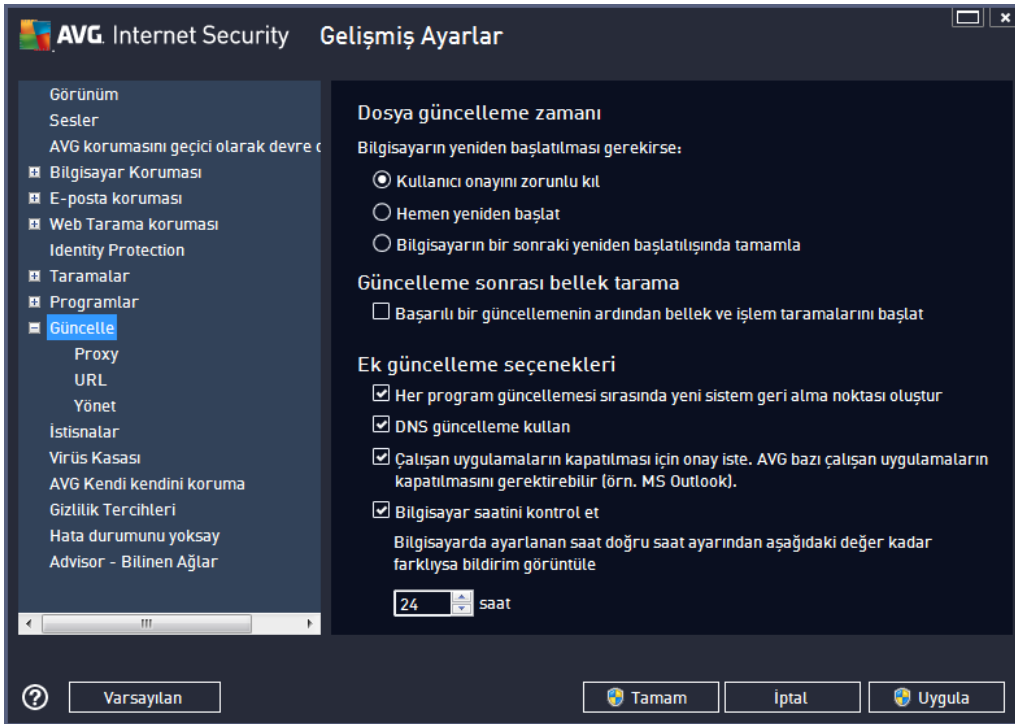 AVG. Internet Security Gelişmiş Ayarlar
Görünüm
Sesler
AVG korumasını geçici olarak devre
Bilgisayar Koruması
E-posta koruması
Web Tarama koruması
Identity Protection
Taramalar
Programlar
Güncelle
Proxy
URL
Yönet
İstisnalar
Virüs Kasası
AVG Kendi kendini koruma
Gizlilik Tercihleri
Hata durumunu yoksay
Advisor - Bilinen Ağlar
Dosya güncelleme zamanı
Bilgisayarın yeniden başlatılması gerekirse:
Kullanıcı onayını zorunlu kıl
Hemen yeniden başlat
Bilgisayarın bir sonraki yeniden başlatılışında tamamla
Güncelleme sonrası bellek tarama
Başarılı bir güncellemenin ardından bellek ve işlem taramalarını başlat
Ek güncelleme seçenekleri
Her program güncellemesi sırasında yeni sistem geri alma noktası oluştur
DNS güncelleme kullan
Çalışan uygulamaların kapatılması için onay iste. AVG bazı çalışan uygulamaların
kapatılmasını gerektirebilir (örn. MS Outlook).
Bilgisayar saatini kontrol et
Bilgisayarda ayarlanan saat doğru saat ayarından aşağıdaki değer kadar
farklıysa bildirim görüntüle
24 saat
Varsayılan
Tamam
İptal
Uygula